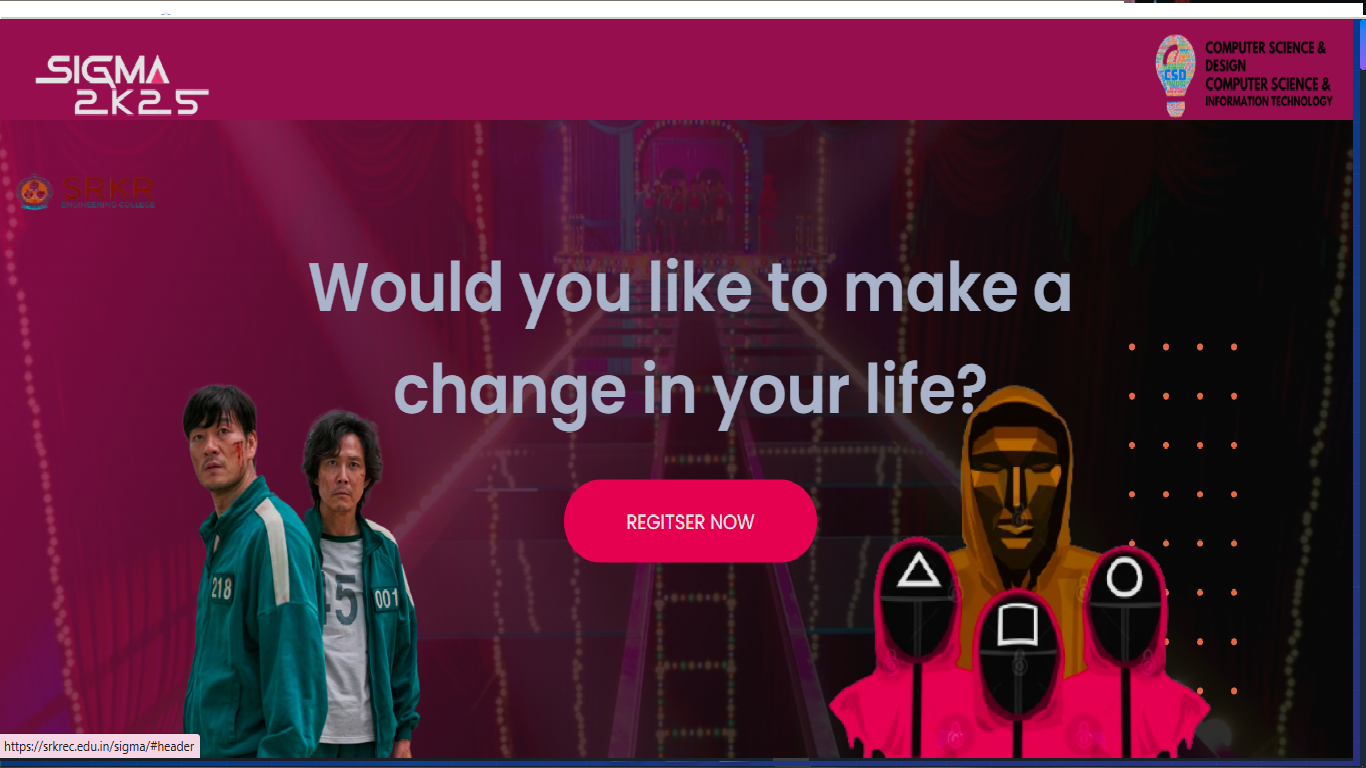 SIGMA
2K25
CSD
COMPUTER SCIENCE &
DESIGN
COMPUTER SCIENCE &
INFORMATION TECHNOLOGY
SRKR
ENGINEERING COLLEGE
Would you like to make a
change in your life?
REGITSER NOW
218
45
001
https://srkrec.edu.in/sigma/#header